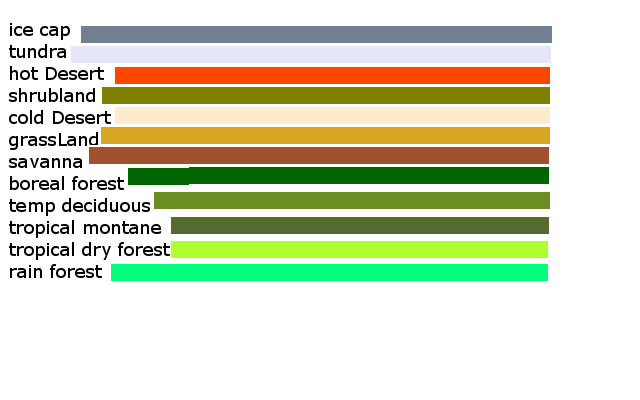 ice cap
tundra
hot Desert
shrubland
cold Desert
grassLand
savanna
boreal forest
temp deciduous
tropical montane
tropical dry forest
rain forest